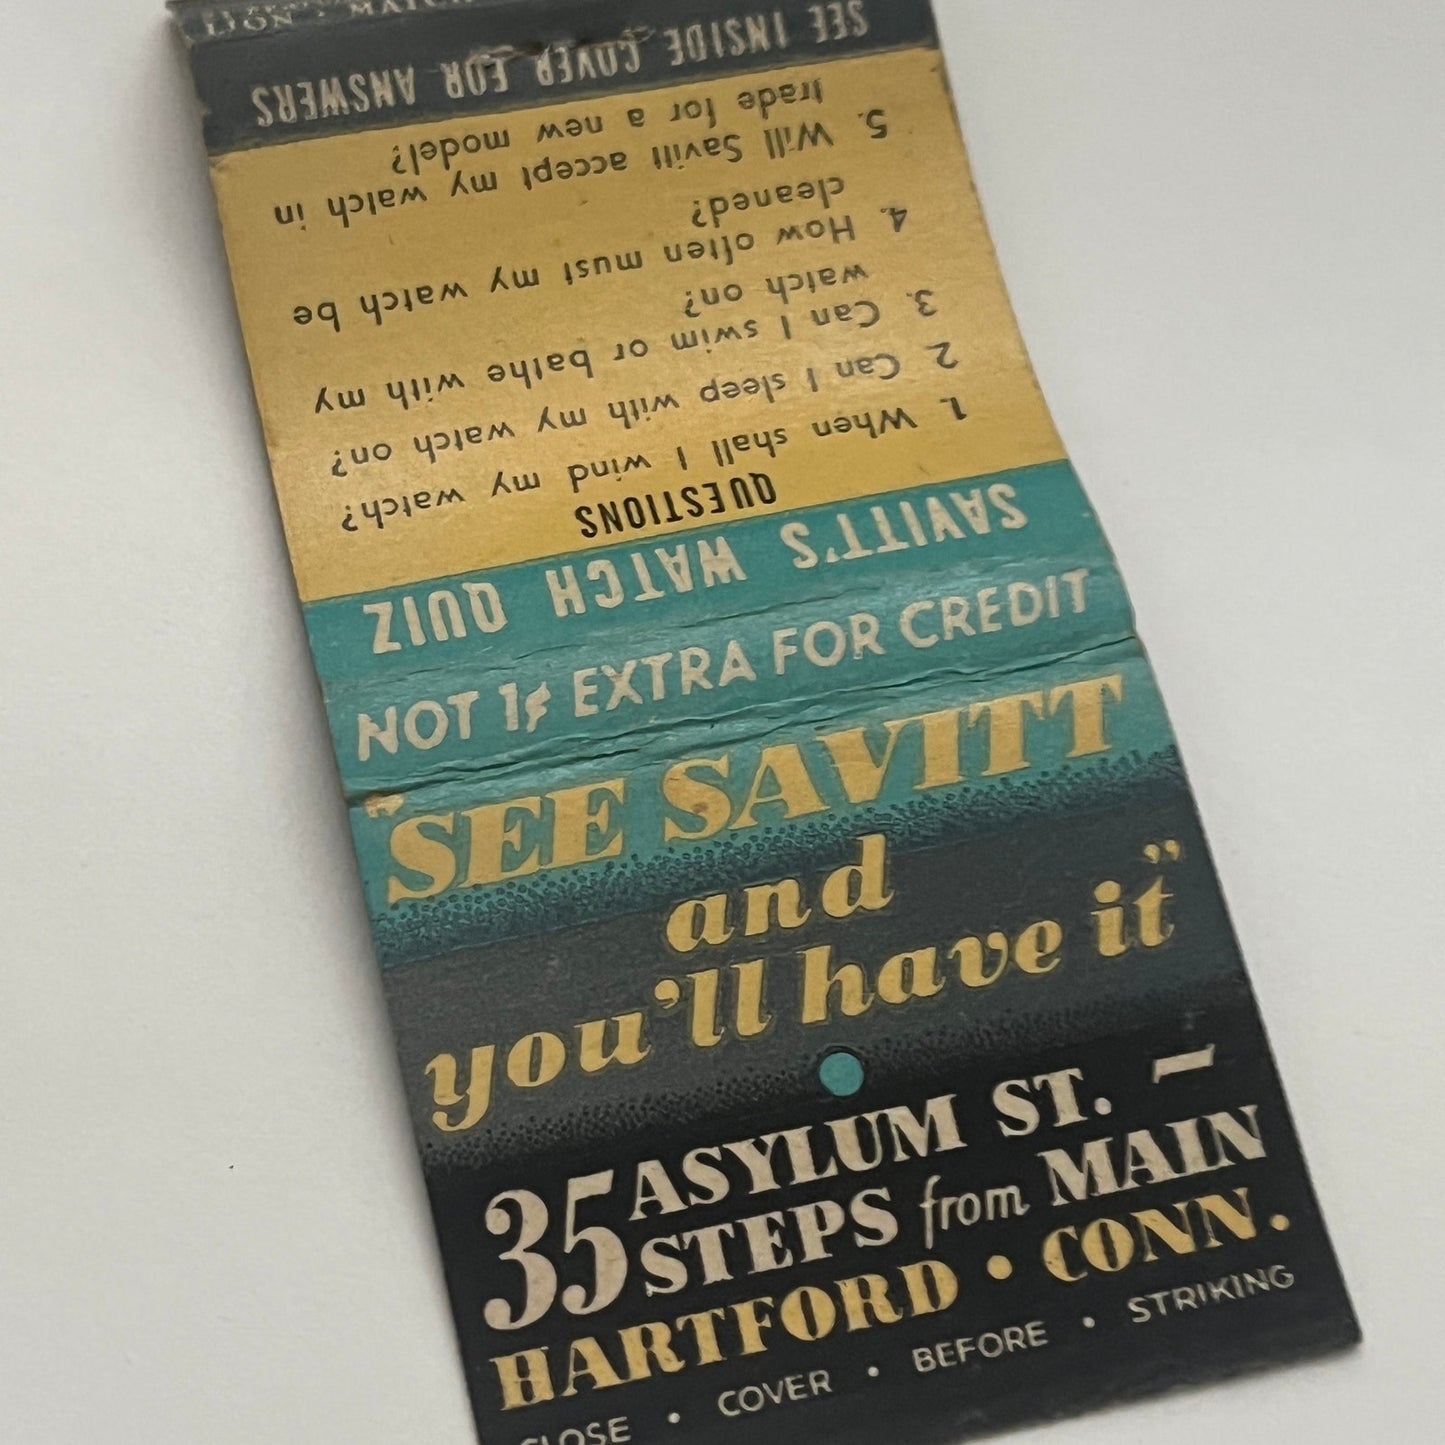 NOT 1¢ EXTRA FOR CREDIT
"SEE SAVITT
and
you'll have it"
35 ASYLUM ST. –
STEPS from MAIN
HARTFORD • CONN.
CLOSE • COVER • BEFORE • STRIKING
SAVITT'S WATCH QUIZ
QUESTIONS
1. When shall I wind my watch?
2. Can I sleep with my watch on?
3. Can I swim or bathe with my
watch on?
4. How often must my watch be
cleaned?
5. Will Savitt accept my watch in
trade for a new model?
SEE INSIDE COVER FOR ANSWERS
LION MATCH